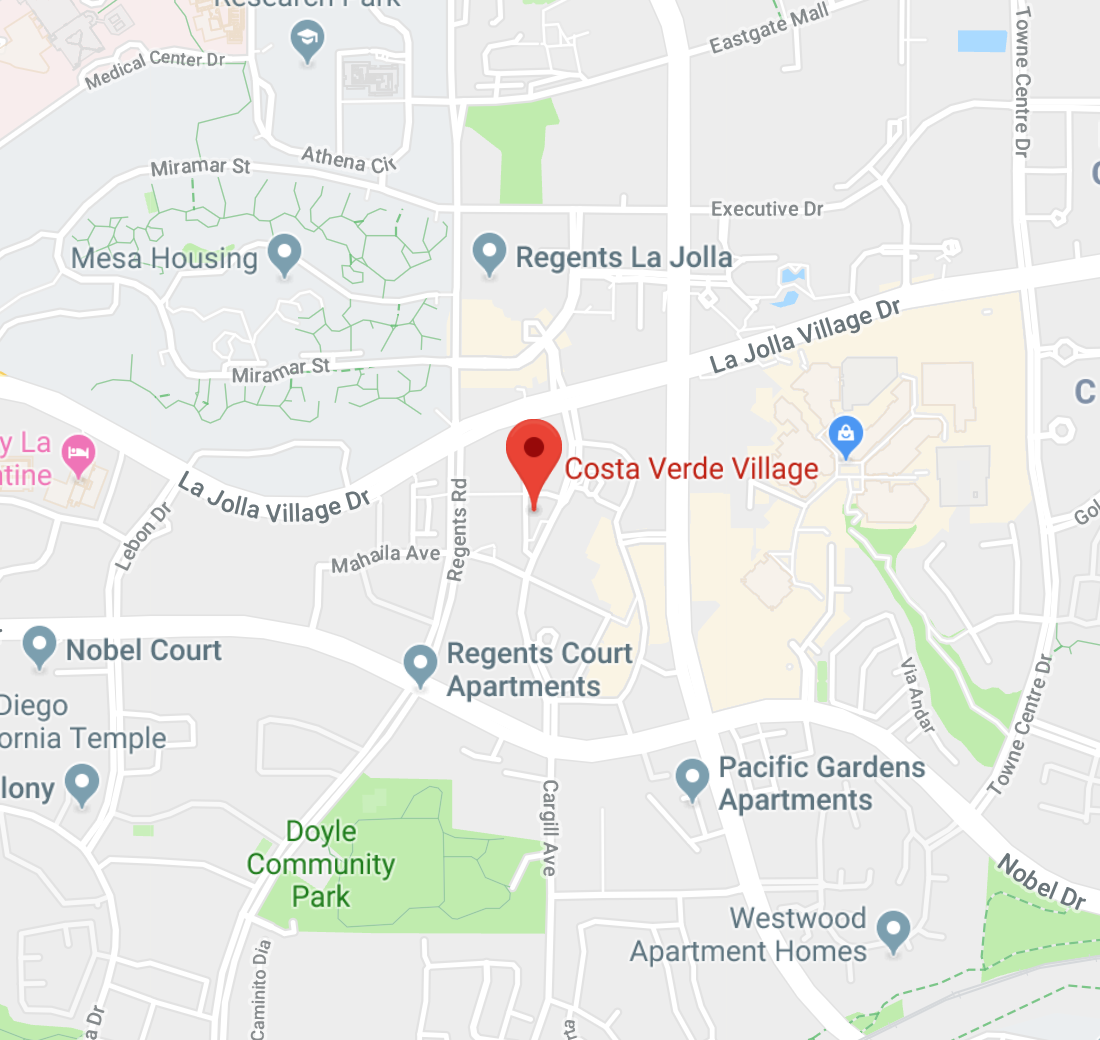 Research Park
Eastgate Mall
Towne Centre Dr
Medical Center Dr
Athena Cir
Miramar St
Executive Dr
Mesa Housing
Regents La Jolla
La Jolla Village Dr
Miramar St
y La
ntine
C
Costa Verde Village
La Jolla Village Dr
Regents Rd
Lebon Dr
Gol
Mahaila Ave
Nobel Court
Regents Court
Apartments
Via Andar
Towne Centre Dr
Diego
ornia Temple
lony
Pacific Gardens
Apartments
Cargill Ave
Doyle
Community
Park
Nobel Dr
Westwood
Apartment Homes
Caminito Dia
a Dr